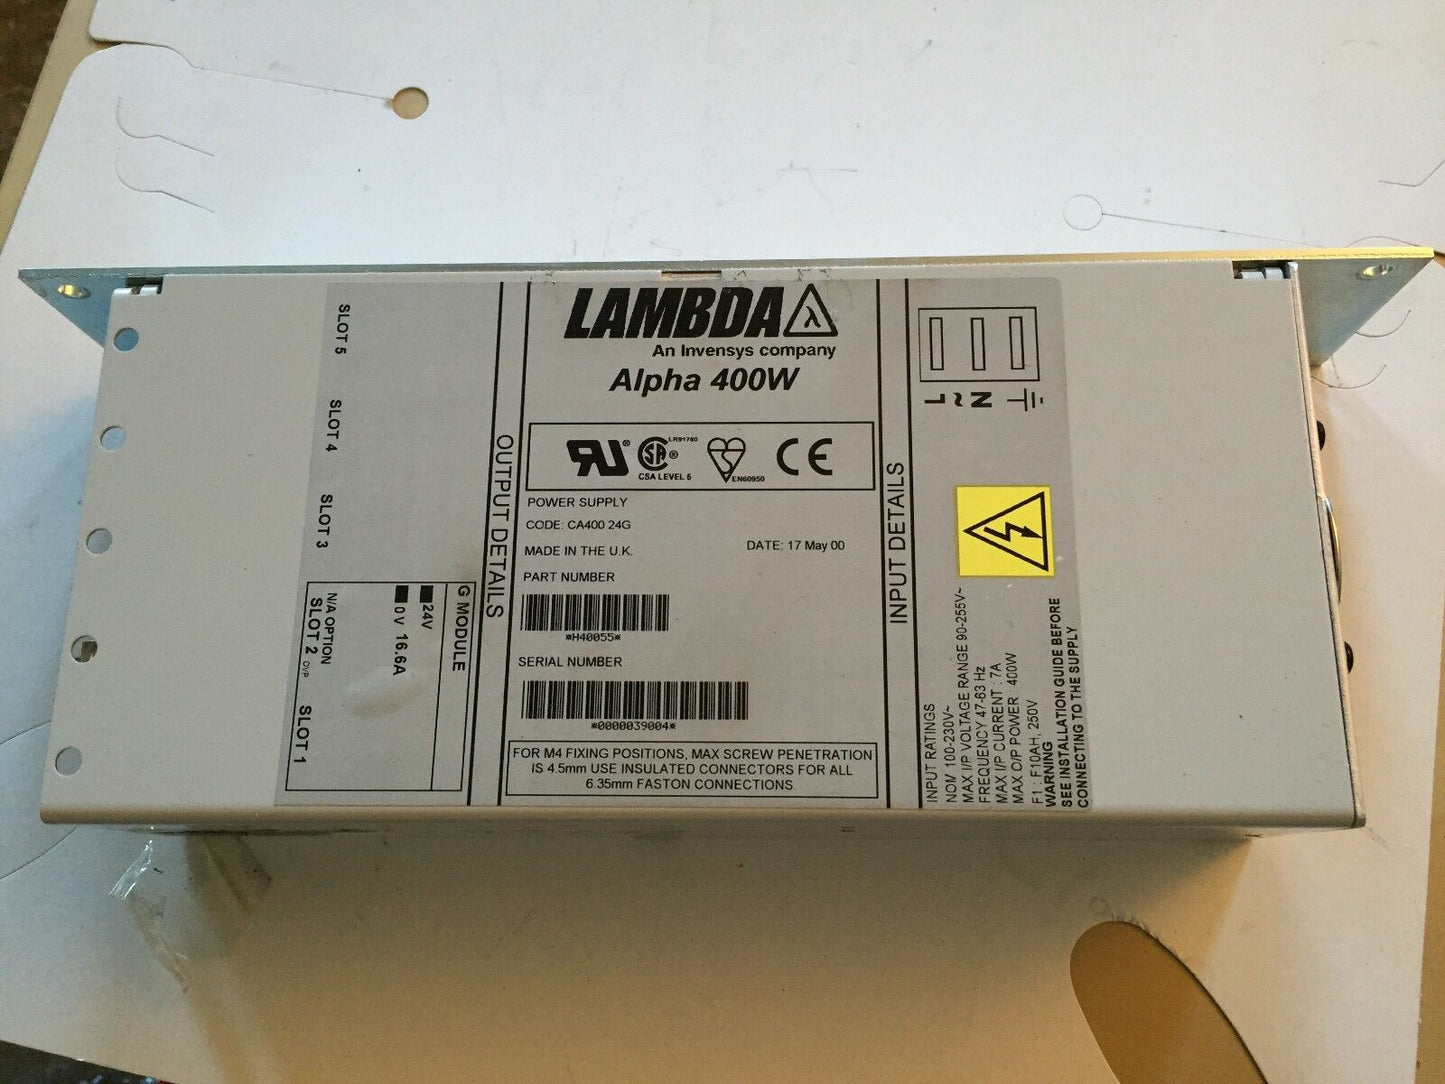 SLOT 5
SLOT 4
SLOT 3
G MODULE
24V
0V 16.6A
N/A OPTION
SLOT 2 OVP
SLOT 1
OUTPUT DETAILS
LAMBDA λ
An Invensys company
Alpha 400W
LR91780
CSA LEVEL 5
EN60950
CE
POWER SUPPLY
CODE: CA400 24G
MADE IN THE U.K.
DATE: 17 May 00
PART NUMBER
*H40055*
SERIAL NUMBER
*0000039004*
FOR M4 FIXING POSITIONS, MAX SCREW PENETRATION
IS 4.5mm USE INSULATED CONNECTORS FOR ALL
6.35mm FASTON CONNECTIONS
INPUT DETAILS
L ~ N
INPUT RATINGS
NOM 100-230V~
MAX I/P VOLTAGE RANGE 90-255V~
FREQUENCY 47-63 Hz
MAX I/P CURRENT : 7A
MAX O/P POWER : 400W
F1 : F10AH, 250V
WARNING
SEE INSTALLATION GUIDE BEFORE
CONNECTING TO THE SUPPLY